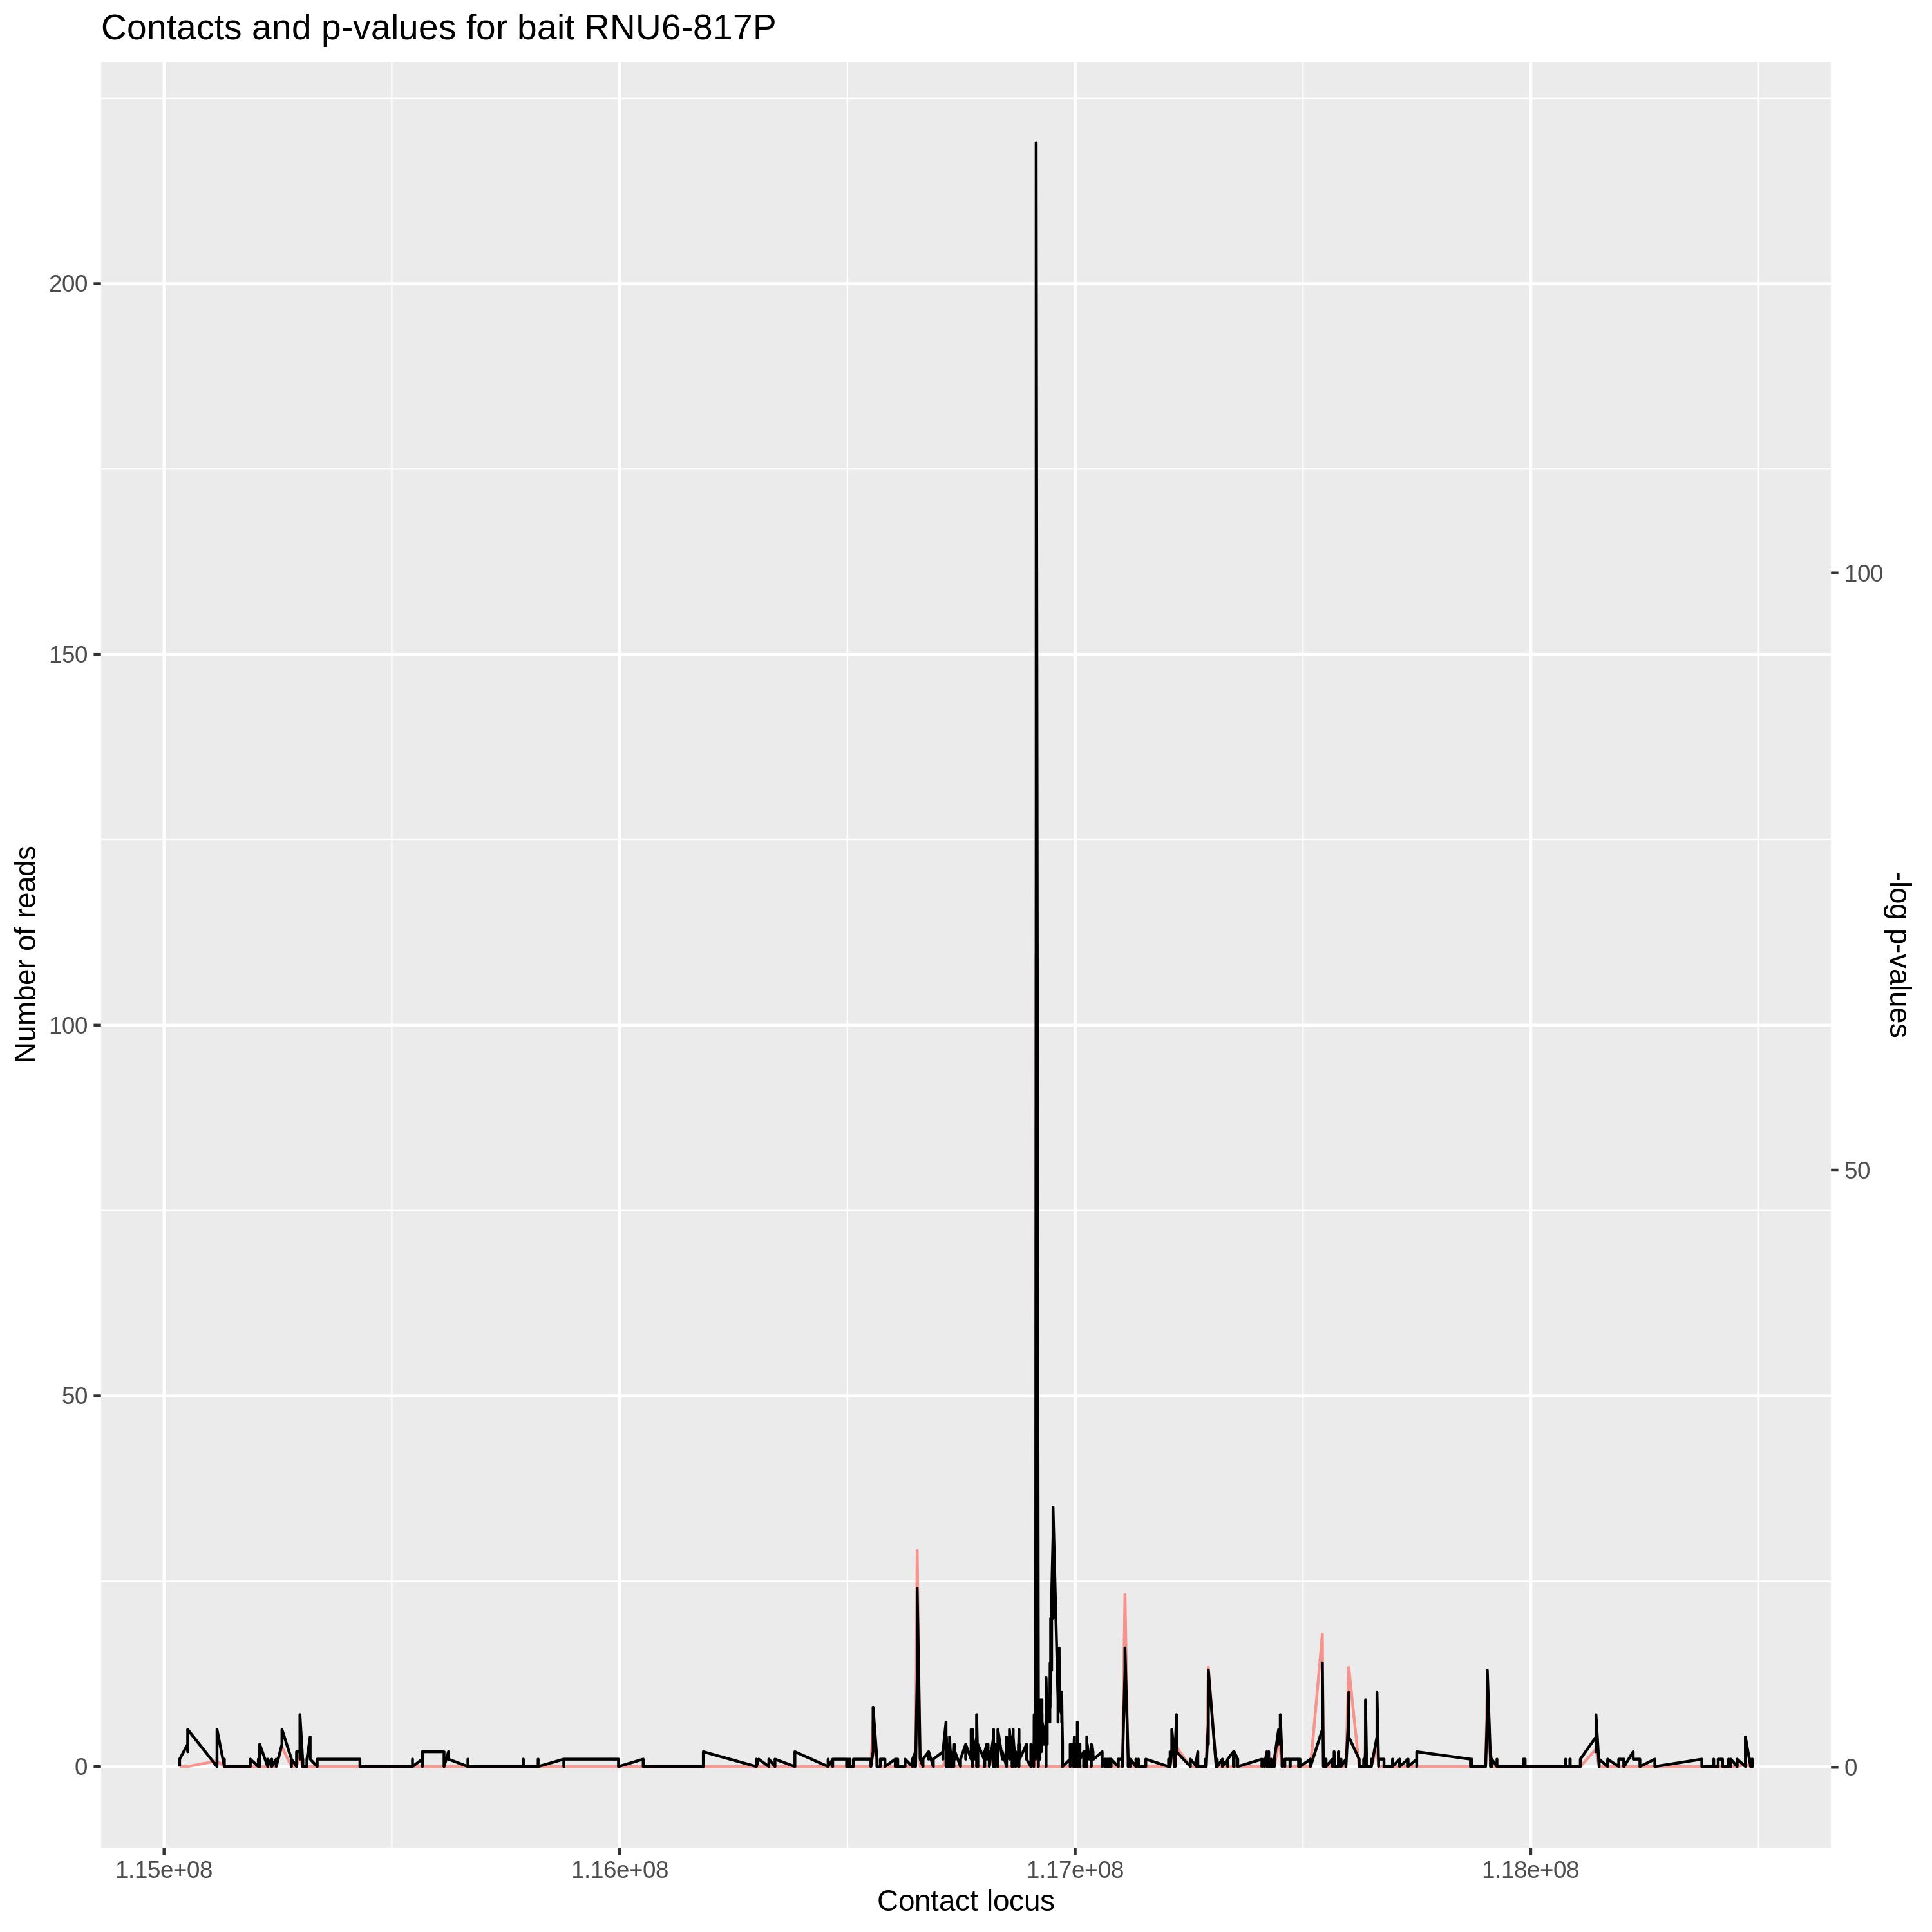 Contacts and p-values for bait RNU6-817P
200
150
100
50
0
Number of reads
100
50
0
-log p-values
1.15e+08
1.16e+08
1.17e+08
1.18e+08
Contact locus